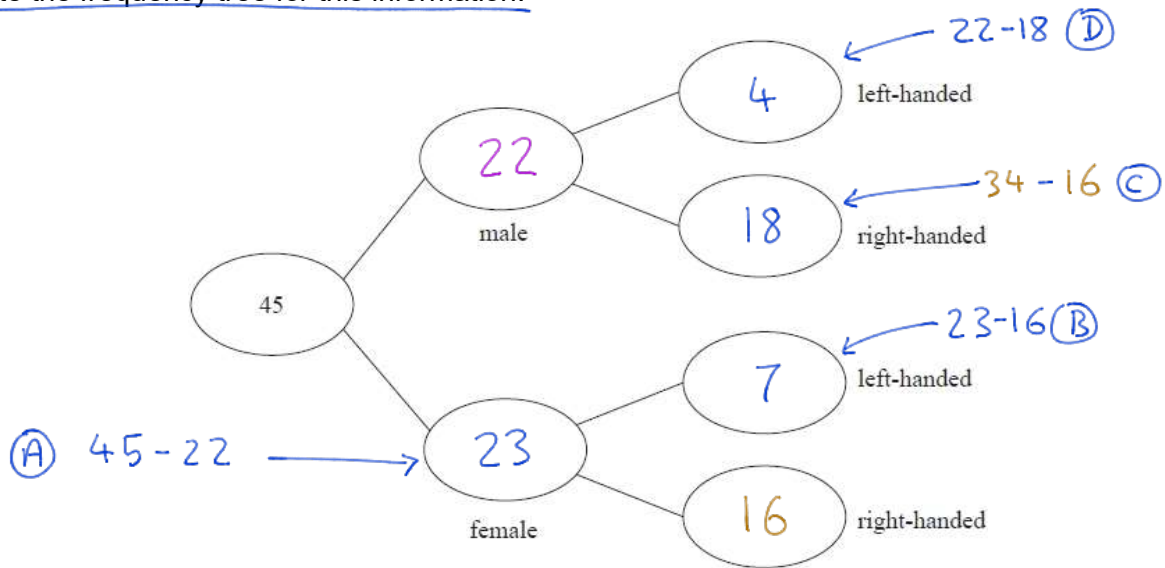 the frequency tree for this information.
22-18 (D)
4
left-handed
22
male
34-16 (C)
18
right-handed
45
23-16 (B)
7
left-handed
(A) 45-22
23
female
16
right-handed